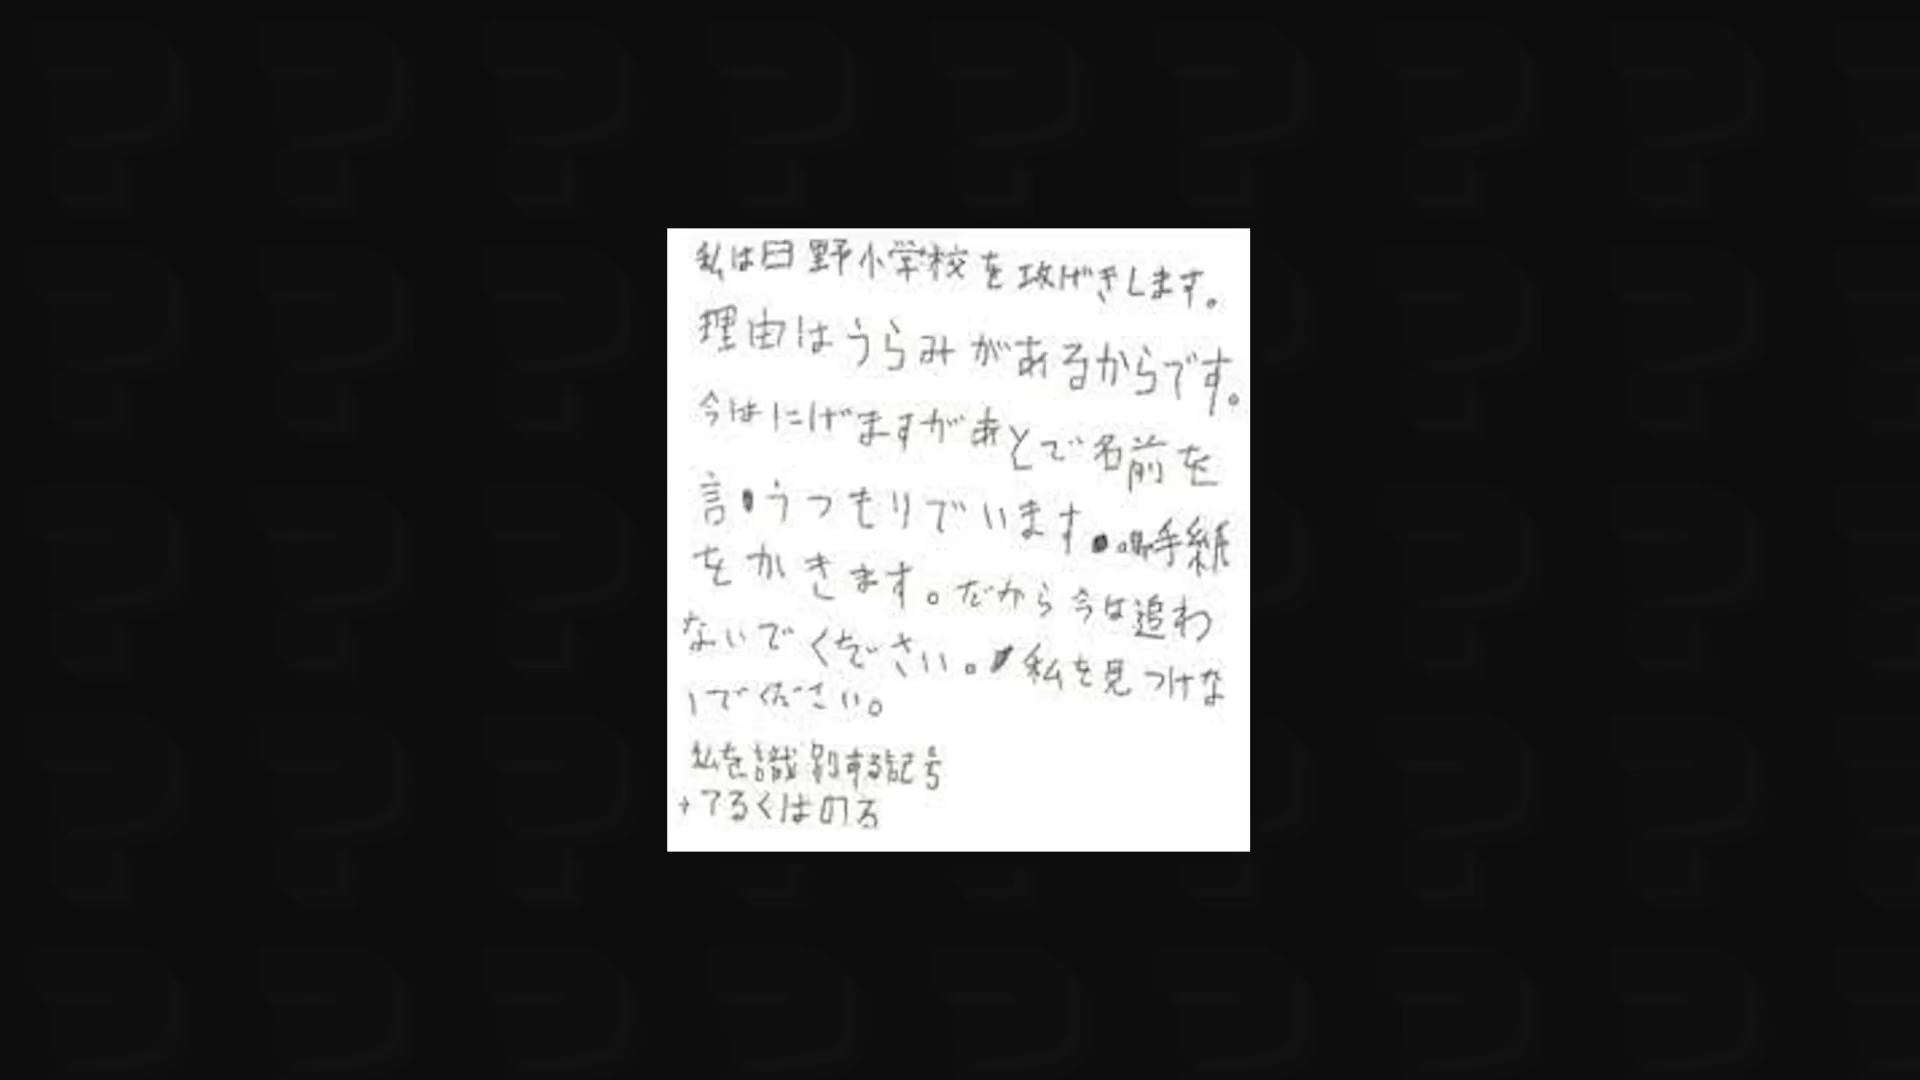 私は日野小学校を攻げきします。
理由はうらみがあるからです。
今はにげますがあとで名前を
言うつもりでいます。手紙
をかきます。だから今は追わ
ないでください。私を見つけな
いでください。
私を識別する記号
てるくはのる